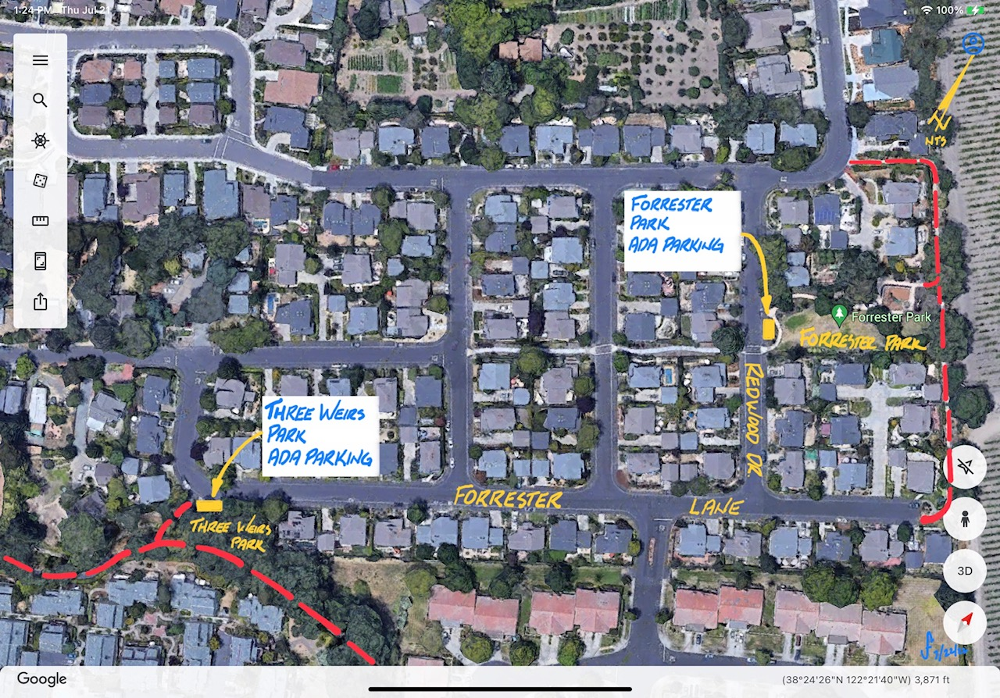 1:24 PM Thu Jul 21
100%
N
NTS
FORRESTER
PARK
ADA PARKING
Forrester Park
FORRESTER PARK
REDWOOD DR
THREE WEIRS
PARK
ADA PARKING
FORRESTER LANE
THREE WEIRS
PARK
3D
Google
(38°24'26"N 122°21'40"W) 3,871 ft